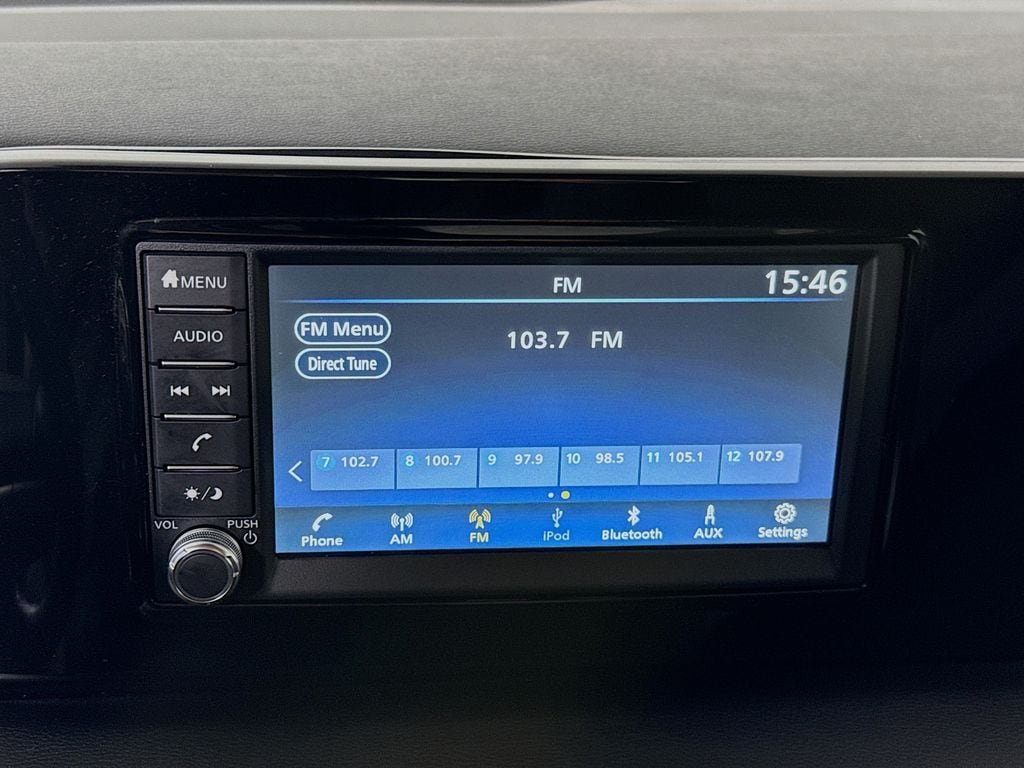 MENU
AUDIO
VOL PUSH
FM 15:46
FM Menu
103.7 FM
Direct Tune
7 102.7 8 100.7 9 97.9 10 98.5 11 105.1 12 107.9
Phone AM FM iPod Bluetooth AUX Settings